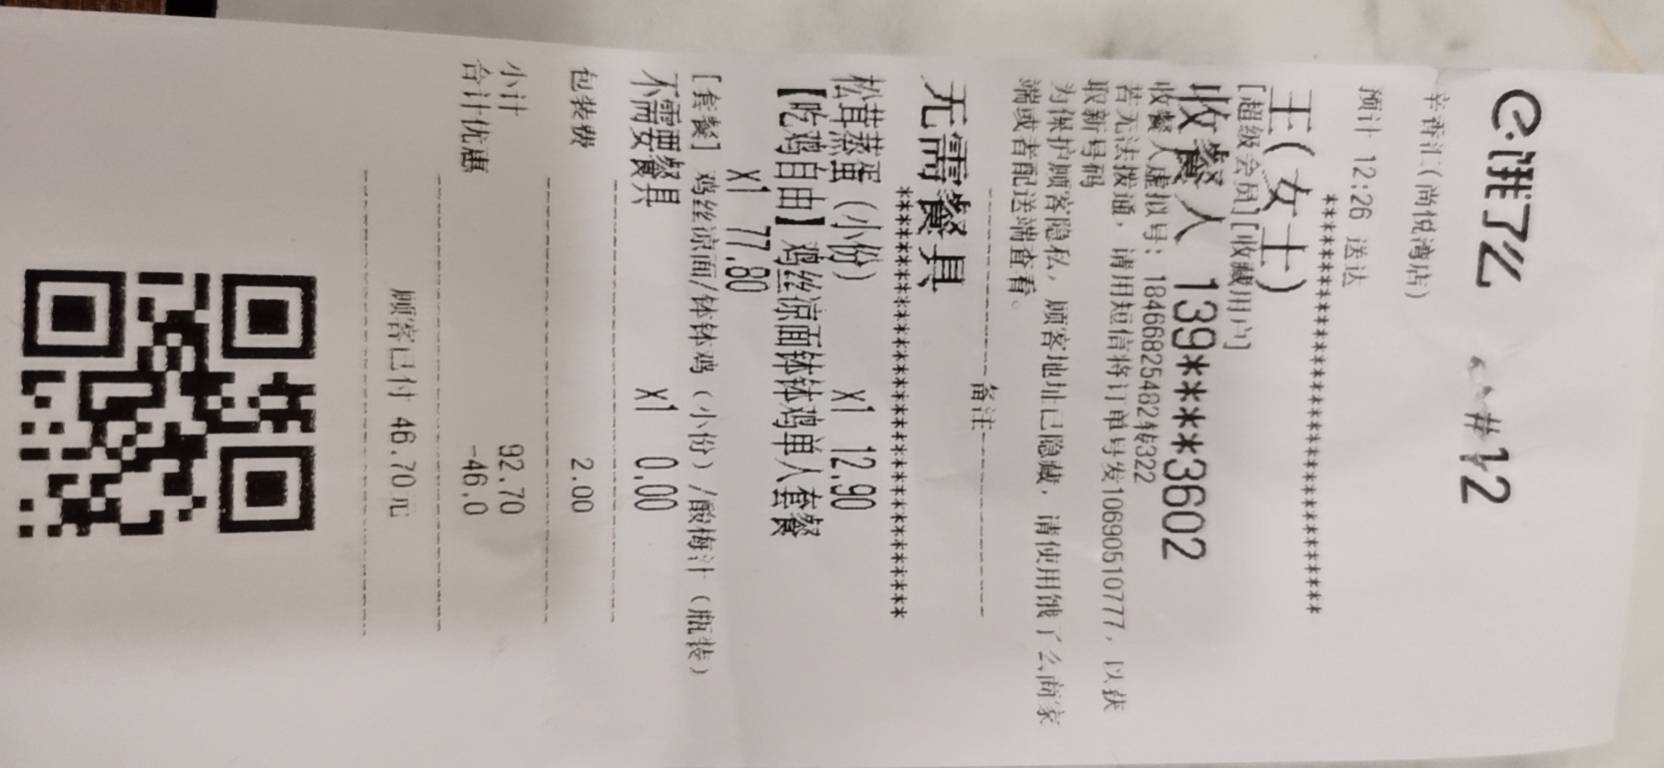 饿了么 #12
辛香汇(尚悦湾店)
预计 12:26 送达
**********************************
王(女士)
[超级会员][收藏用户]
收餐人 139****3602
收餐人虚拟号: 18466825482转322
若无法拨通, 请用短信将订单号发1069051​0777, 以获
取新号码
为保护顾客隐私, 顾客地址已隐藏, 请使用饿了么商家
端或者配送端查看。
----------------备注----------------
无需餐具
**********************************
松茸蒸蛋 (小份) x1 12.90
【吃鸡自由】鸡丝凉面钵钵鸡单人套餐
x1 77.80
[套餐] 鸡丝凉面/钵钵鸡 (小份) /酸梅汁 (瓶装)
不需要餐具 x1 0.00
包装费 2.00
小计 92.70
合计优惠 -46.0
顾客已付 46.70元